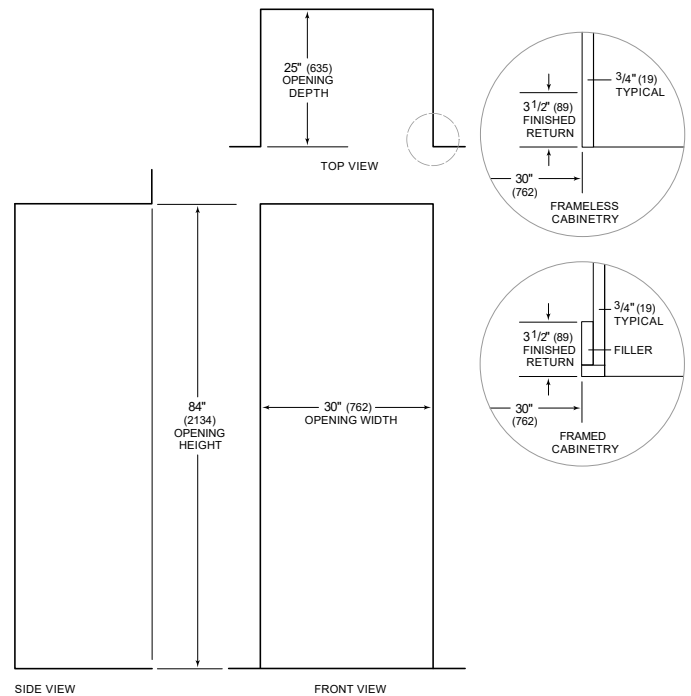 25" (635)
OPENING
DEPTH
TOP VIEW
3/4" (19)
TYPICAL
3 1/2" (89)
FINISHED
RETURN
30"
(762)
FRAMELESS
CABINETRY
84"
(2134)
OPENING
HEIGHT
30" (762)
OPENING WIDTH
3/4" (19)
TYPICAL
3 1/2" (89)
FINISHED
RETURN
FILLER
30"
(762)
FRAMED
CABINETRY
SIDE VIEW
FRONT VIEW